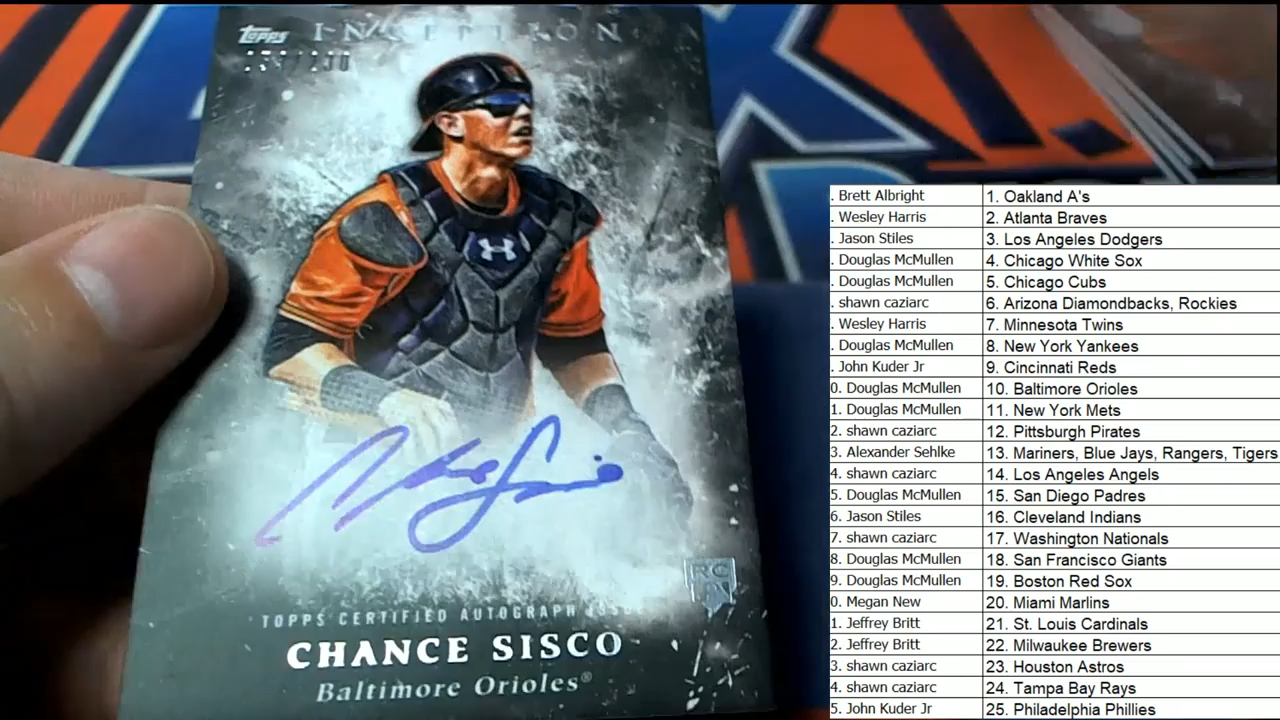 topps INCEPTION
TOPPS CERTIFIED AUTOGRAPH ISSUE
CHANCE SISCO
Baltimore Orioles®
RC
. Brett Albright 1. Oakland A's
. Wesley Harris 2. Atlanta Braves
. Jason Stiles 3. Los Angeles Dodgers
. Douglas McMullen 4. Chicago White Sox
. Douglas McMullen 5. Chicago Cubs
. shawn caziarc 6. Arizona Diamondbacks, Rockies
. Wesley Harris 7. Minnesota Twins
. Douglas McMullen 8. New York Yankees
. John Kuder Jr 9. Cincinnati Reds
0. Douglas McMullen 10. Baltimore Orioles
1. Douglas McMullen 11. New York Mets
2. shawn caziarc 12. Pittsburgh Pirates
3. Alexander Sehlke 13. Mariners, Blue Jays, Rangers, Tigers
4. shawn caziarc 14. Los Angeles Angels
5. Douglas McMullen 15. San Diego Padres
6. Jason Stiles 16. Cleveland Indians
7. shawn caziarc 17. Washington Nationals
8. Douglas McMullen 18. San Francisco Giants
9. Douglas McMullen 19. Boston Red Sox
0. Megan New 20. Miami Marlins
1. Jeffrey Britt 21. St. Louis Cardinals
2. Jeffrey Britt 22. Milwaukee Brewers
3. shawn caziarc 23. Houston Astros
4. shawn caziarc 24. Tampa Bay Rays
5. John Kuder Jr 25. Philadelphia Phillies